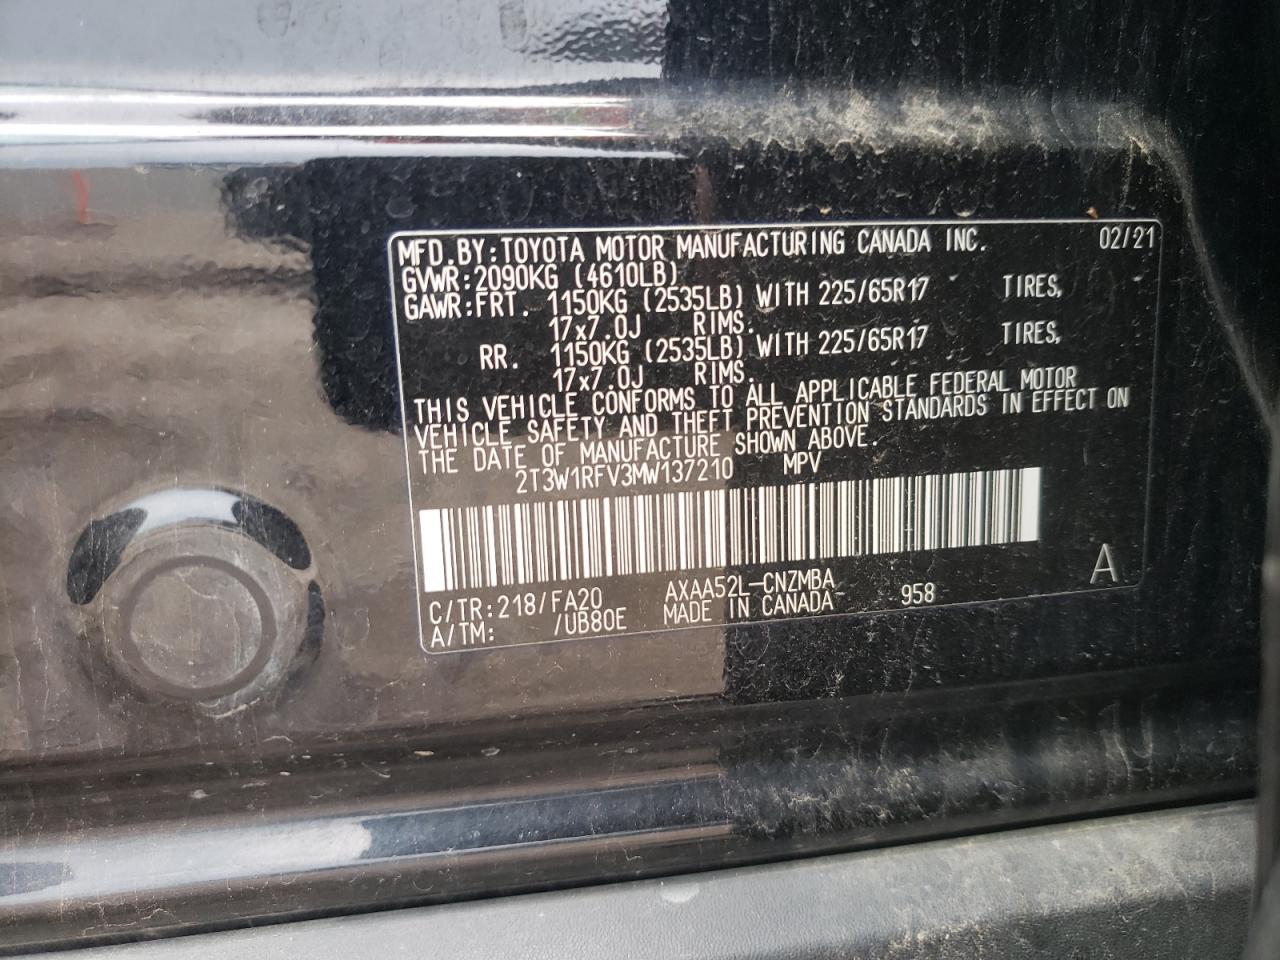 MFD.BY:TOYOTA MOTOR MANUFACTURING CANADA INC. 02/21
GVWR:2090KG (4610LB)
GAWR:FRT. 1150KG (2535LB) WITH 225/65R17 TIRES,
17x7.0J RIMS.
RR. 1150KG (2535LB) WITH 225/65R17 TIRES,
17x7.0J RIMS.
THIS VEHICLE CONFORMS TO ALL APPLICABLE FEDERAL MOTOR
VEHICLE SAFETY AND THEFT PREVENTION STANDARDS IN EFFECT ON
THE DATE OF MANUFACTURE SHOWN ABOVE.
2T3W1RFV3MW137210 MPV
C/TR:218/FA20 AXAA52L-CNZMBA 958 A
A/TM: /UB80E MADE IN CANADA